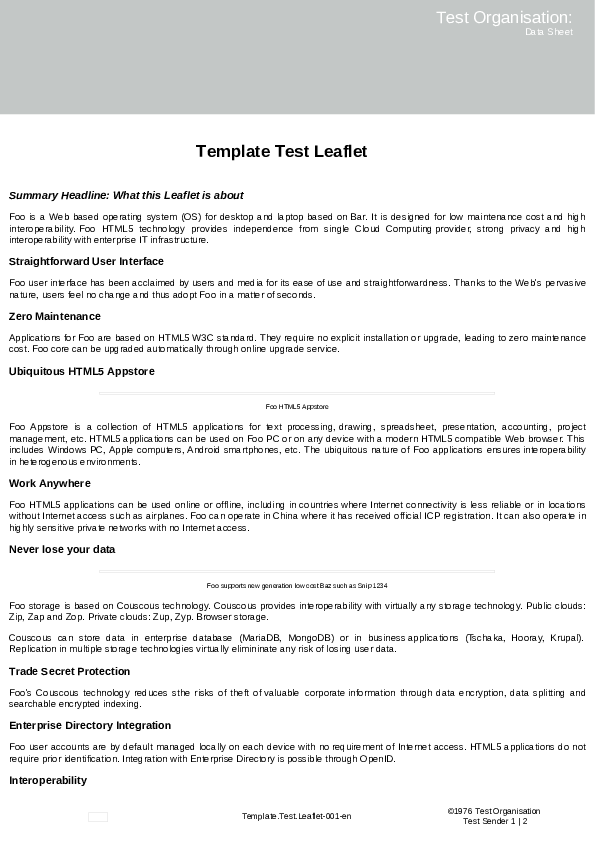 Test Organisation:
Data Sheet
Template Test Leaflet
Summary Headline: What this Leaflet is about
Foo is a Web based operating system (OS) for desktop and laptop based on Bar. It is designed for low maintenance cost and high
interoperability. Foo HTML5 technology provides independence from single Cloud Computing provider, strong privacy and high
interoperability with enterprise IT infrastructure.
Straightforward User Interface
Foo user interface has been acclaimed by users and media for its ease of use and straightforwardness. Thanks to the Web's pervasive
nature, users feel no change and thus adopt Foo in a matter of seconds.
Zero Maintenance
Applications for Foo are based on HTML5 W3C standard. They require no explicit installation or upgrade, leading to zero maintenance
cost. Foo core can be upgraded automatically through online upgrade service.
Ubiquitous HTML5 Appstore
Foo HTML5 Appstore
Foo Appstore is a collection of HTML5 applications for text processing, drawing, spreadsheet, presentation, accounting, project
management, etc. HTML5 applications can be used on Foo PC or on any device with a modern HTML5 compatible Web browser. This
includes Windows PC, Apple computers, Android smartphones, etc. The ubiquitous nature of Foo applications ensures interoperability
in heterogenous environments.
Work Anywhere
Foo HTML5 applications can be used online or offline, including in countries where Internet connectivity is less reliable or in locations
without Internet access such as airplanes. Foo can operate in China where it has received official ICP registration. It can also operate in
highly sensitive private networks with no Internet access.
Never lose your data
Foo supports new generation low cost Baz such as Snip1234
Foo storage is based on Couscous technology. Couscous provides interoperability with virtually any storage technology. Public clouds:
Zip, Zap and Zop. Private clouds: Zup, Zyp. Browser storage.
Couscous can store data in enterprise database (MariaDB, MongoDB) or in business applications (Tschaka, Hooray, Krupal).
Replication in multiple storage technologies virtually elimininate any risk of losing user data.
Trade Secret Protection
Foo's Couscous technology reduces sthe risks of theft of valuable corporate information through data encryption, data splitting and
searchable encrypted indexing.
Enterprise Directory Integration
Foo user accounts are by default managed locally on each device with no requirement of Internet access. HTML5 applications do not
require prior identification. Integration with Enterprise Directory is possible through OpenID.
Interoperability
Template.Test.Leaflet-001-en
©1976 Test Organisation
Test Sender 1 | 2